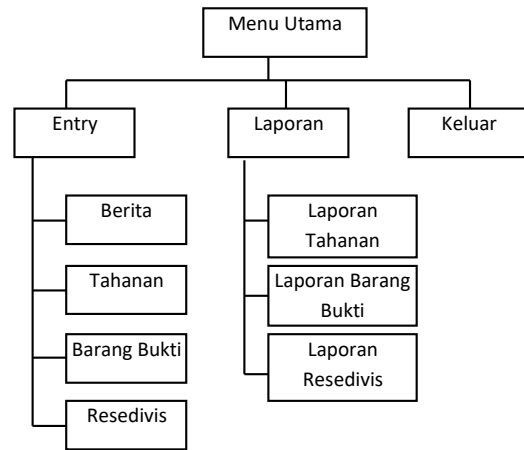 Menu Utama
Entry
Laporan
Keluar
Berita
Tahanan
Barang Bukti
Resedivis
Laporan
Tahanan
Laporan Barang
Bukti
Laporan
Resedivis